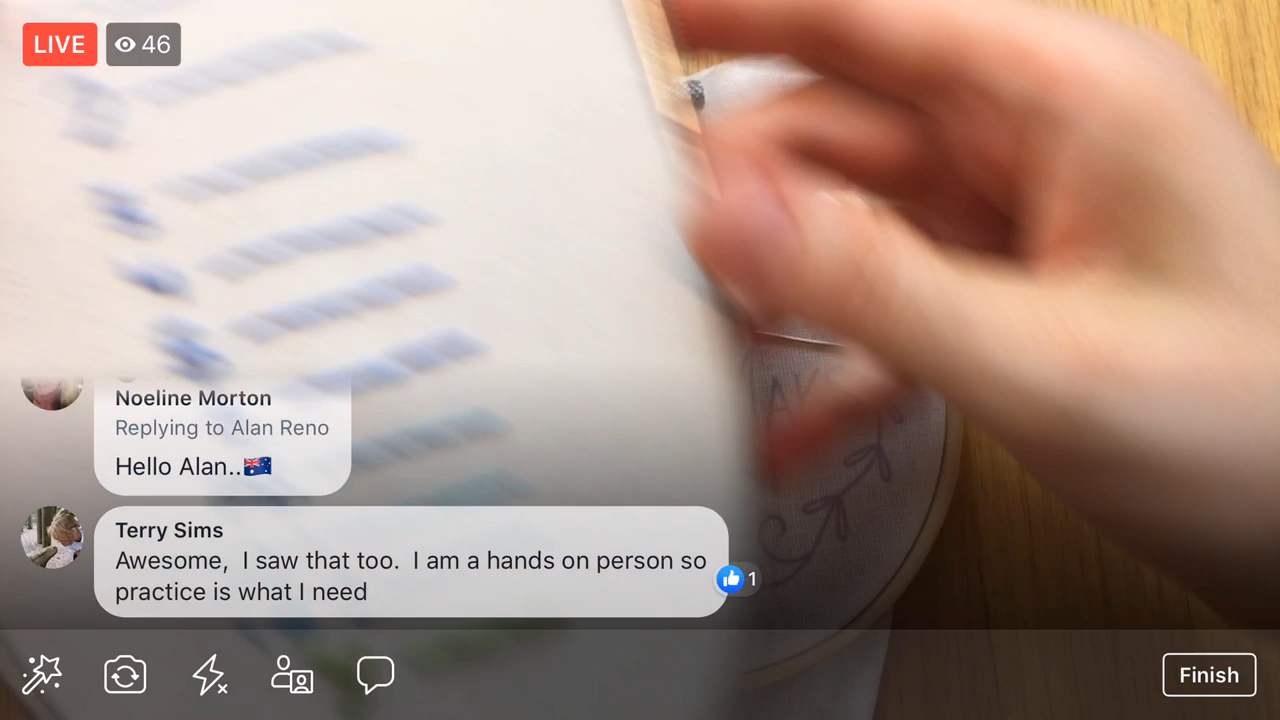 LIVE 46
Noeline Morton
Replying to Alan Reno
Hello Alan..🇦🇺
Terry Sims
Awesome, I saw that too. I am a hands on person so
practice is what I need
1
Finish